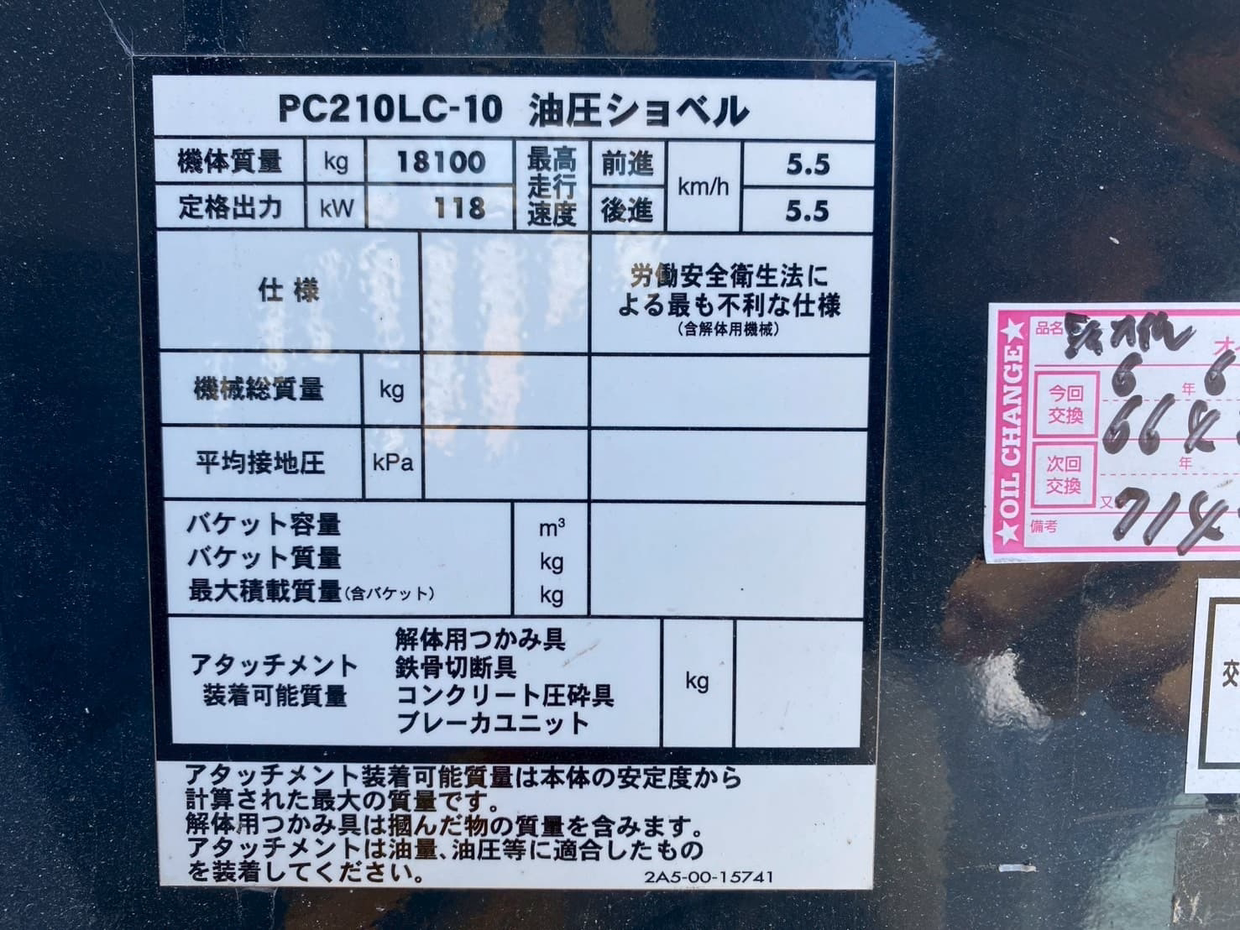 PC210LC-10 油圧ショベル
機体質量 kg 18100 最高走行速度 前進 km/h 5.5
定格出力 kW 118 後進 5.5
仕様
労働安全衛生法に
よる最も不利な仕様
(含解体用機械)
機械総質量 kg
平均接地圧 kPa
バケット容量 m³
バケット質量 kg
最大積載質量(含バケット) kg
アタッチメント
装着可能質量
解体用つかみ具
鉄骨切断具
コンクリート圧砕具
ブレーカユニット
kg
アタッチメント装着可能質量は本体の安定度から
計算された最大の質量です。
解体用つかみ具は掴んだ物の質量を含みます。
アタッチメントは油量、油圧等に適合したもの
を装着してください。
2A5-00-15741
★OIL CHANGE★
品名
オ
今回
交換
年
次回
交換
年
又
備考
交